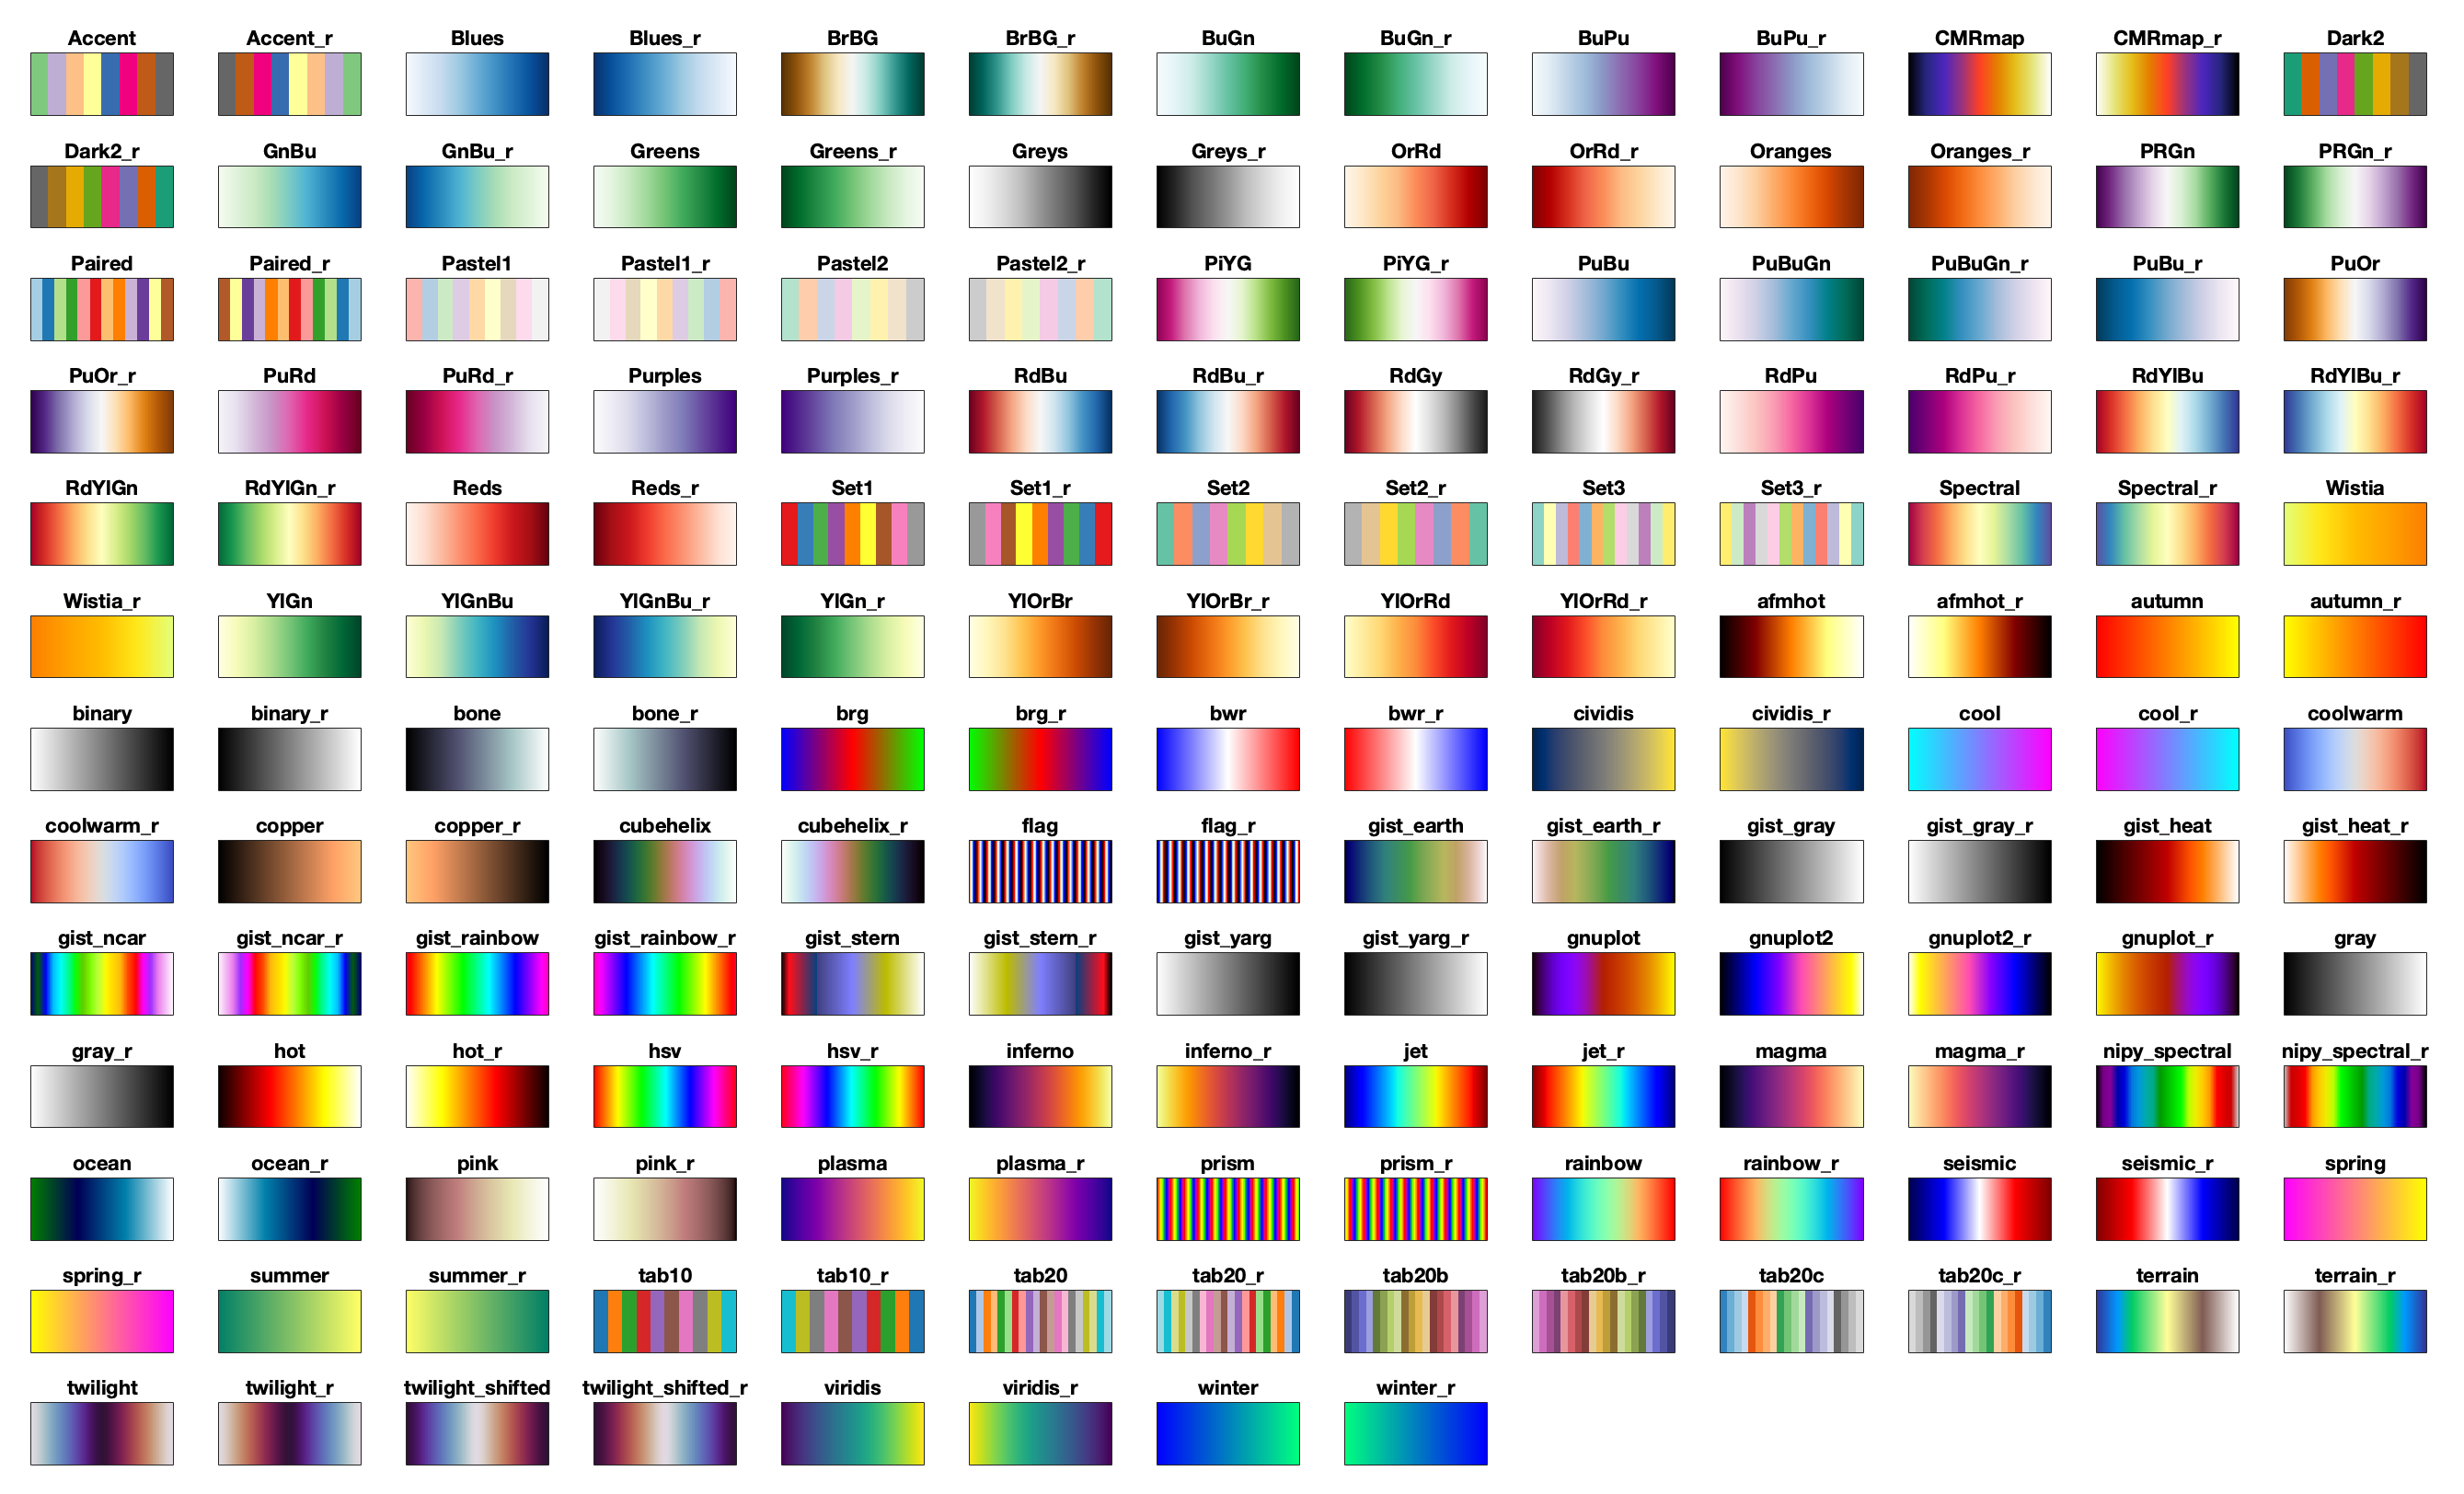 Accent Accent_r Blues Blues_r BrBG BrBG_r BuGn BuGn_r BuPu BuPu_r CMRmap CMRmap_r Dark2
Dark2_r GnBu GnBu_r Greens Greens_r Greys Greys_r OrRd OrRd_r Oranges Oranges_r PRGn PRGn_r
Paired Paired_r Pastel1 Pastel1_r Pastel2 Pastel2_r PiYG PiYG_r PuBu PuBuGn PuBuGn_r PuBu_r PuOr
PuOr_r PuRd PuRd_r Purples Purples_r RdBu RdBu_r RdGy RdGy_r RdPu RdPu_r RdYlBu RdYlBu_r
RdYlGn RdYlGn_r Reds Reds_r Set1 Set1_r Set2 Set2_r Set3 Set3_r Spectral Spectral_r Wistia
Wistia_r YlGn YlGnBu YlGnBu_r YlGn_r YlOrBr YlOrBr_r YlOrRd YlOrRd_r afmhot afmhot_r autumn autumn_r
binary binary_r bone bone_r brg brg_r bwr bwr_r cividis cividis_r cool cool_r coolwarm
coolwarm_r copper copper_r cubehelix cubehelix_r flag flag_r gist_earth gist_earth_r gist_gray gist_gray_r gist_heat gist_heat_r
gist_ncar gist_ncar_r gist_rainbow gist_rainbow_r gist_stern gist_stern_r gist_yarg gist_yarg_r gnuplot gnuplot2 gnuplot2_r gnuplot_r gray
gray_r hot hot_r hsv hsv_r inferno inferno_r jet jet_r magma magma_r nipy_spectral nipy_spectral_r
ocean ocean_r pink pink_r plasma plasma_r prism prism_r rainbow rainbow_r seismic seismic_r spring
spring_r summer summer_r tab10 tab10_r tab20 tab20_r tab20b tab20b_r tab20c tab20c_r terrain terrain_r
twilight twilight_r twilight_shifted twilight_shifted_r viridis viridis_r winter winter_r